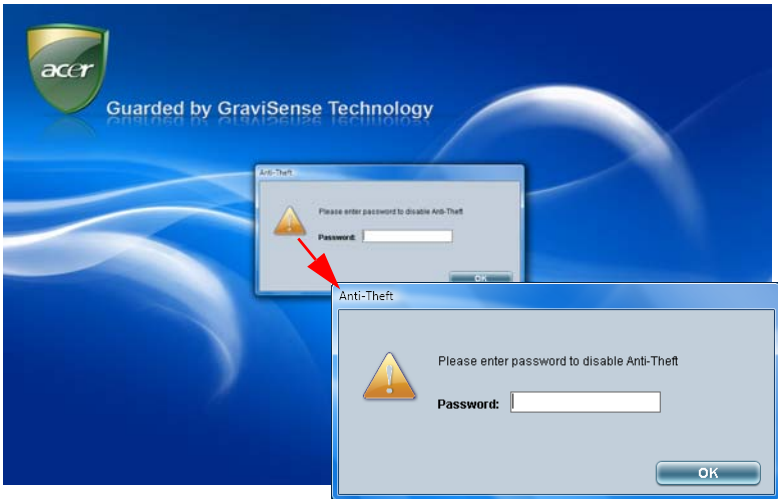 acer
Guarded by GraviSense Technology
Anti-Theft
Please enter password to disable Anti-Theft
Password:
OK
Anti-Theft
Please enter password to disable Anti-Theft
Password:
OK